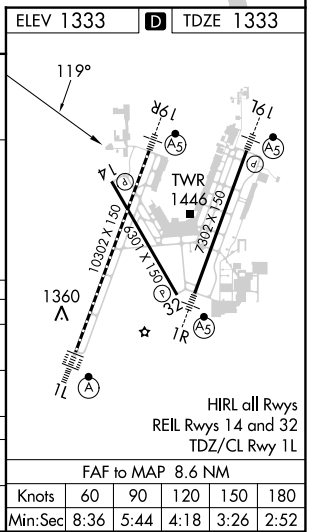 ELEV 1333 D TDZE 1333
119°
19R
19L
A5
A5
P
P
14
TWR
1446
10302 X 150
6301 X 150
7302 X 150
P
1360
32
1R
A5
1L
A
HIRL all Rwys
REIL Rwys 14 and 32
TDZ/CL Rwy 1L
FAF to MAP 8.6 NM
Knots 60 90 120 150 180
Min:Sec 8:36 5:44 4:18 3:26 2:52